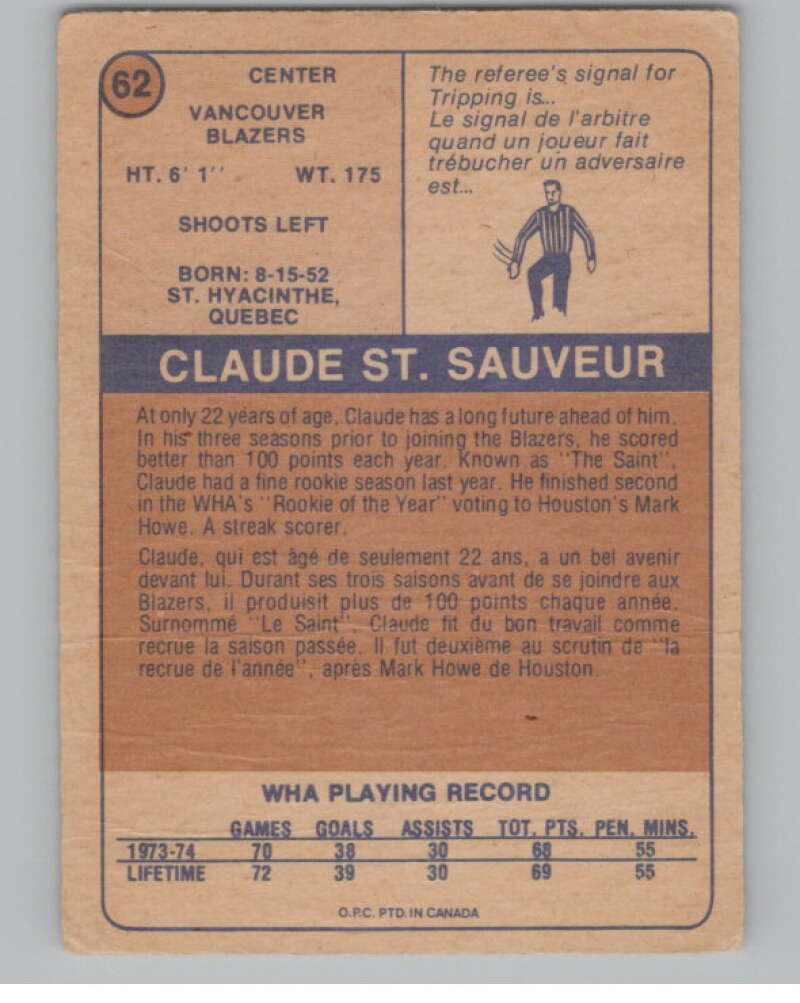 62
CENTER
VANCOUVER
BLAZERS
HT. 6' 1'' WT. 175
SHOOTS LEFT
BORN: 8-15-52
ST. HYACINTHE,
QUEBEC
The referee's signal for
Tripping is...
Le signal de l'arbitre
quand un joueur fait
trébucher un adversaire
est...
CLAUDE ST. SAUVEUR
At only 22 years of age, Claude has a long future ahead of him.
In his three seasons prior to joining the Blazers, he scored
better than 100 points each year. Known as "The Saint",
Claude had a fine rookie season last year. He finished second
in the WHA's "Rookie of the Year" voting to Houston's Mark
Howe. A streak scorer.
Claude, qui est âgé de seulement 22 ans, a un bel avenir
devant lui. Durant ses trois saisons avant de se joindre aux
Blazers, il produisit plus de 100 points chaque année.
Surnommé "Le Saint", Claude fit du bon travail comme
recrue la saison passée. Il fut deuxième au scrutin de "la
recrue de l'année", après Mark Howe de Houston.
WHA PLAYING RECORD
GAMES GOALS ASSISTS TOT. PTS. PEN. MINS.
1973-74 70 38 30 68 55
LIFETIME 72 39 30 69 55
O.P.C. PTD. IN CANADA